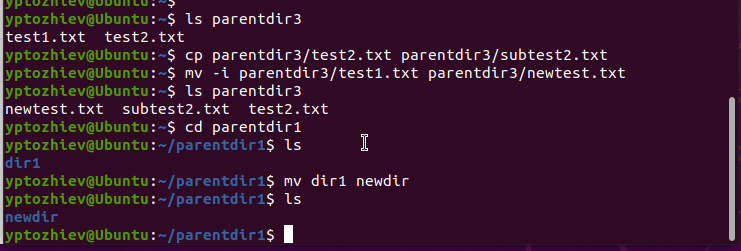 yptozhiev@Ubuntu:~$
yptozhiev@Ubuntu:~$ ls parentdir3
test1.txt  test2.txt
yptozhiev@Ubuntu:~$ cp parentdir3/test2.txt parentdir3/subtest2.txt
yptozhiev@Ubuntu:~$ mv -i parentdir3/test1.txt parentdir3/newtest.txt
yptozhiev@Ubuntu:~$ ls parentdir3
newtest.txt  subtest2.txt  test2.txt
yptozhiev@Ubuntu:~$ cd parentdir1
yptozhiev@Ubuntu:~/parentdir1$ ls
dir1
yptozhiev@Ubuntu:~/parentdir1$ mv dir1 newdir
yptozhiev@Ubuntu:~/parentdir1$ ls
newdir
yptozhiev@Ubuntu:~/parentdir1$